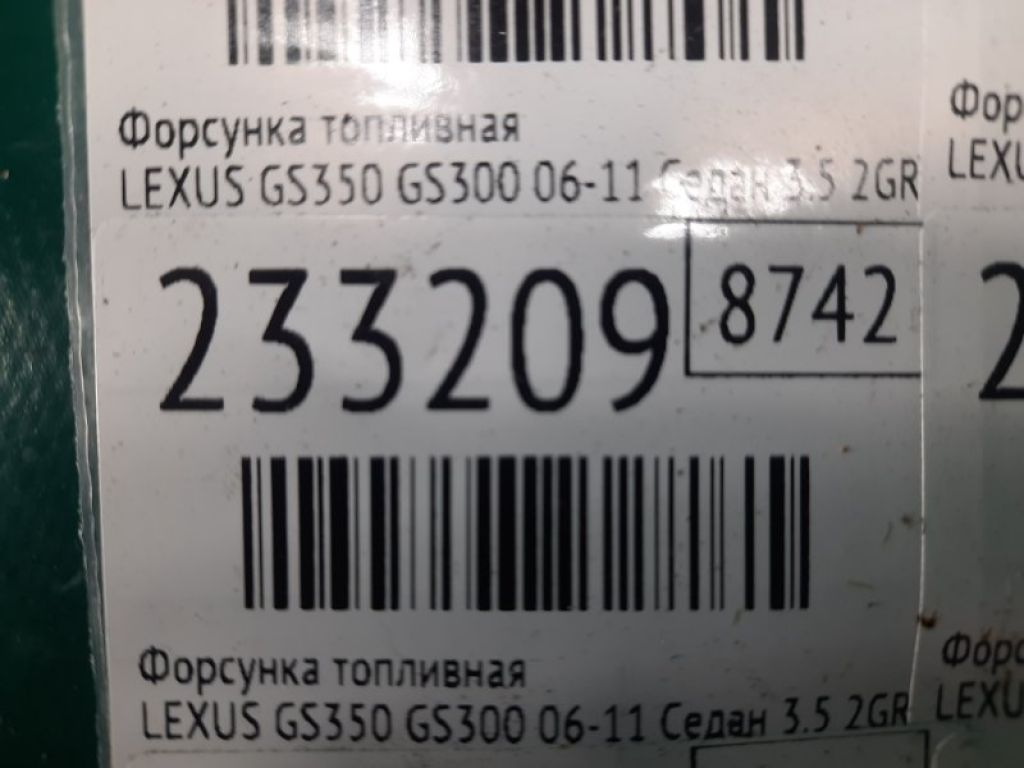 Форсунка топливная
LEXUS GS350 GS300 06-11 Седан 3.5 2GR
233209
8742
Форсунка топливная
LEXUS GS350 GS300 06-11 Седан 3.5 2GR